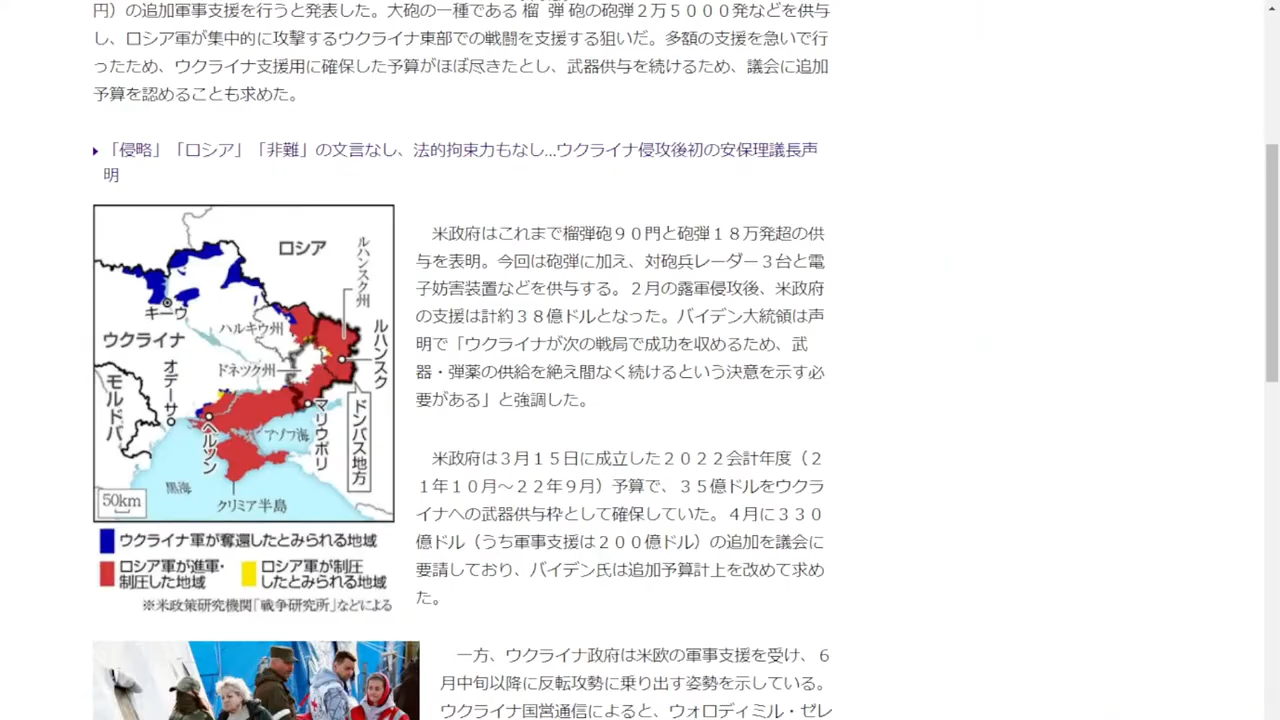 円）の追加軍事支援を行うと発表した。大砲の一種である榴弾砲の砲弾２万５０００発などを供与
し、ロシア軍が集中的に攻撃するウクライナ東部での戦闘を支援する狙いだ。多額の支援を急いで行
ったため、ウクライナ支援用に確保した予算がほぼ尽きたとし、武器供与を続けるため、議会に追加
予算を認めることも求めた。
「侵略」「ロシア」「非難」の文言なし、法的拘束力もなし…ウクライナ侵攻後初の安保理議長声
明
ロシア
ルハンスク州
キーウ
ハルキウ州
ウクライナ
ルハンスク
ドネツク州
オデーサ
モルドバ
マリウポリ
ドンバス地方
ヘルソン
アゾフ海
黒海
50km
クリミア半島
ウクライナ軍が奪還したとみられる地域
ロシア軍が進軍・
制圧した地域
ロシア軍が制圧
したとみられる地域
※米政策研究機関「戦争研究所」などによる
米政府はこれまで榴弾砲９０門と砲弾１８万発超の供
与を表明。今回は砲弾に加え、対砲兵レーダー３台と電
子妨害装置などを供与する。２月の露軍侵攻後、米政府
の支援は計約３８億ドルとなった。バイデン大統領は声
明で「ウクライナが次の戦局で成功を収めるため、武
器・弾薬の供給を絶え間なく続けるという決意を示す必
要がある」と強調した。
米政府は３月１５日に成立した２０２２会計年度（２
１年１０月～２２年９月）予算で、３５億ドルをウクラ
イナへの武器供与枠として確保していた。４月に３３０
億ドル（うち軍事支援は２００億ドル）の追加を議会に
要請しており、バイデン氏は追加予算計上を改めて求め
た。
一方、ウクライナ政府は米欧の軍事支援を受け、６
月中旬以降に反転攻勢に乗り出す姿勢を示している。
ウクライナ国営通信によると、ウォロディミル・ゼレ